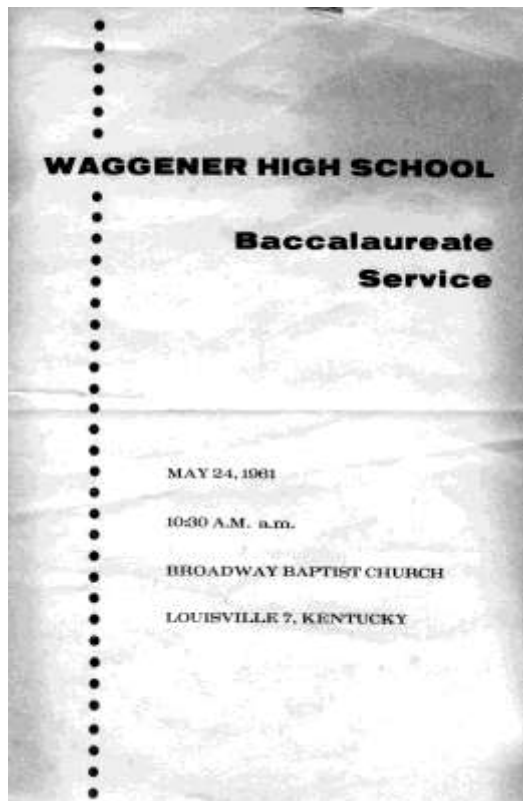 WAGGENER HIGH SCHOOL
Baccalaureate
Service
MAY 24, 1961
10:30 A.M. a.m.
BROADWAY BAPTIST CHURCH
LOUISVILLE 7, KENTUCKY